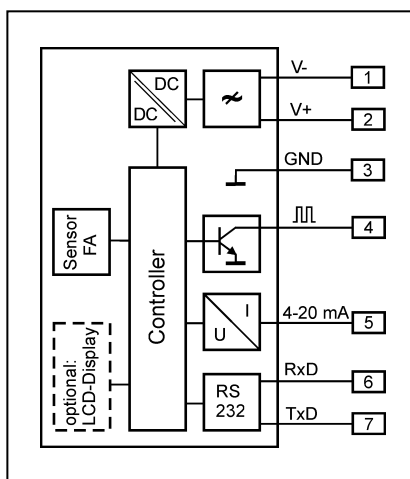 DC
DC
V-
1
V+
2
GND
3
4
Sensor
FA
Controller
4-20 mA
5
I
U
optional:
LCD-Display
RS
232
RxD
6
TxD
7